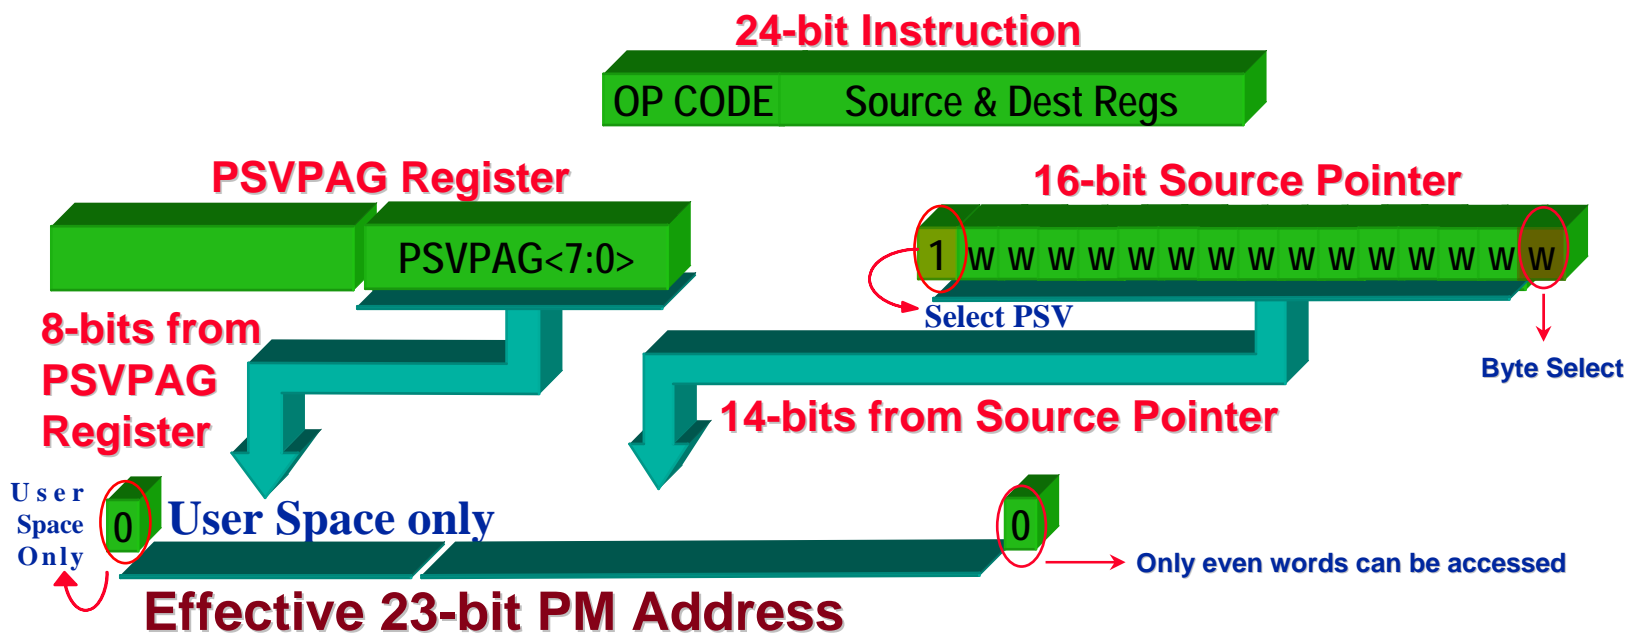 24-bit Instruction
OP CODE Source & Dest Regs
PSVPAG Register
16-bit Source Pointer
PSVPAG<7:0>
1 w w w w w w w w w w w w w w w
Select PSV
Byte Select
8-bits from
PSVPAG
Register
14-bits from Source Pointer
User
Space
Only
0
User Space only
0
Only even words can be accessed
Effective 23-bit PM Address